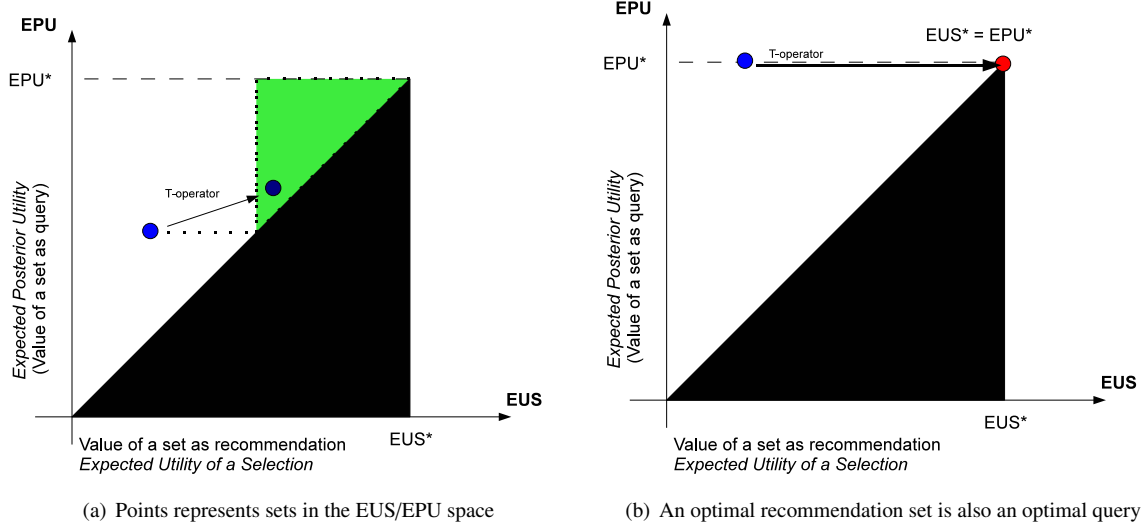 EPU
EPU*
T-operator
Expected Posterior Utility
(Value of a set as query)
EUS
EUS*
Value of a set as recommendation
Expected Utility of a Selection
(a) Points represents sets in the EUS/EPU space
EPU
EUS* = EPU*
T-operator
EPU*
Expected Posterior Utility
(Value of a set as query)
EUS
EUS*
Value of a set as recommendation
Expected Utility of a Selection
(b) An optimal recommendation set is also an optimal query